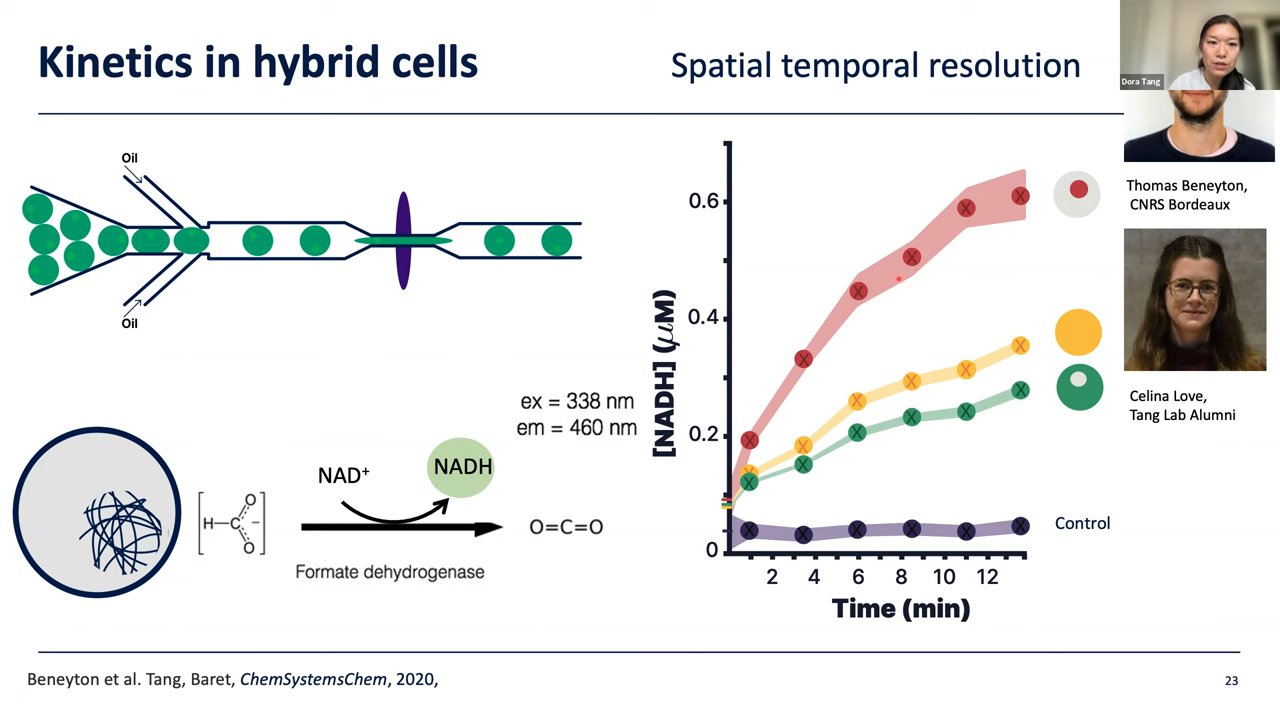 Kinetics in hybrid cells
Spatial temporal resolution
Dora Tang
Oil
Oil
Thomas Beneyton,
CNRS Bordeaux
Celina Love,
Tang Lab Alumni
ex = 338 nm
em = 460 nm
NAD⁺
NADH
H–C
O
O
–
O=C=O
Formate dehydrogenase
[NADH] (μM)
0.6
0.4
0.2
0
2 4 6 8 10 12
Time (min)
Control
Beneyton et al. Tang, Baret, ChemSystemsChem, 2020,
23